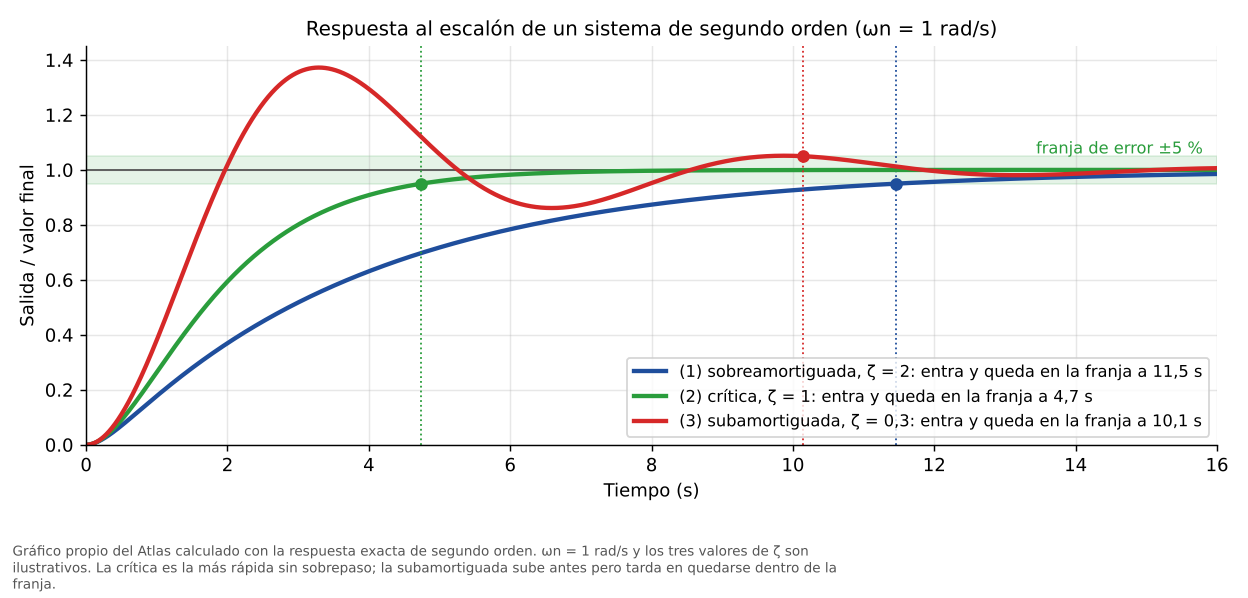 Respuesta al escalón de un sistema de segundo orden (ωn = 1 rad/s)
Salida / valor final
1.4
1.2
1.0
0.8
0.6
0.4
0.2
0.0
franja de error ±5 %
(1) sobreamortiguada, ζ = 2: entra y queda en la franja a 11,5 s
(2) crítica, ζ = 1: entra y queda en la franja a 4,7 s
(3) subamortiguada, ζ = 0,3: entra y queda en la franja a 10,1 s
0 2 4 6 8 10 12 14 16
Tiempo (s)
Gráfico propio del Atlas calculado con la respuesta exacta de segundo orden. ωn = 1 rad/s y los tres valores de ζ son
ilustrativos. La crítica es la más rápida sin sobrepaso; la subamortiguada sube antes pero tarda en quedarse dentro de la
franja.